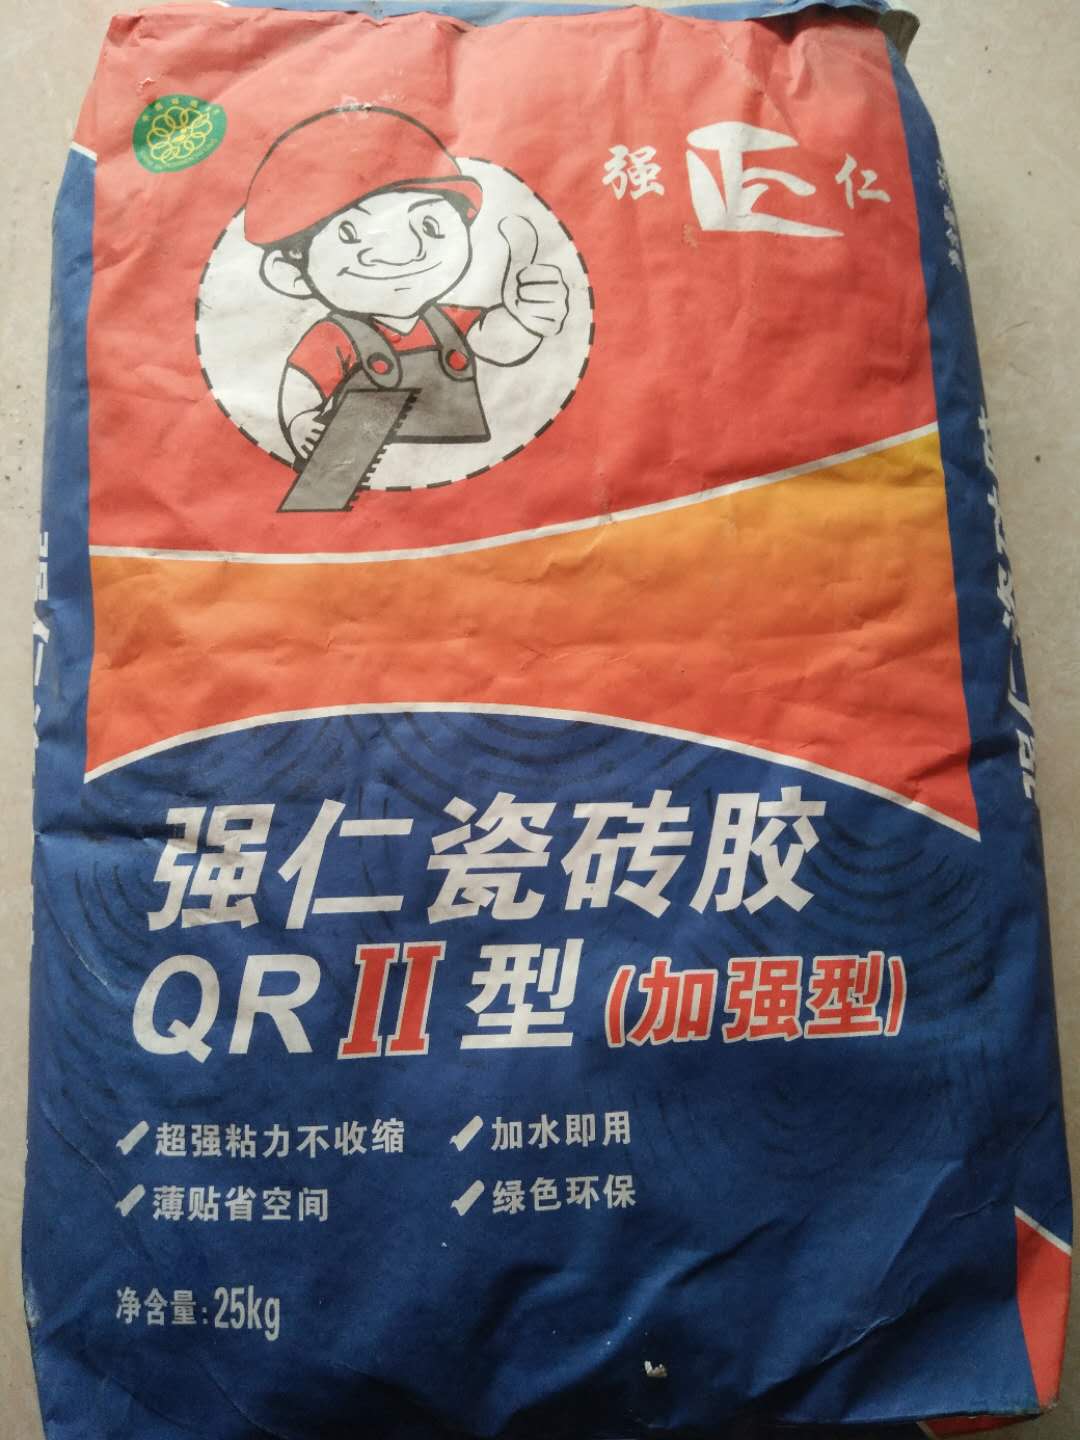 强 正 仁
强仁瓷砖胶
QR II 型 (加强型)
超强粘力不收缩
加水即用
薄贴省空间
绿色环保
净含量:25kg